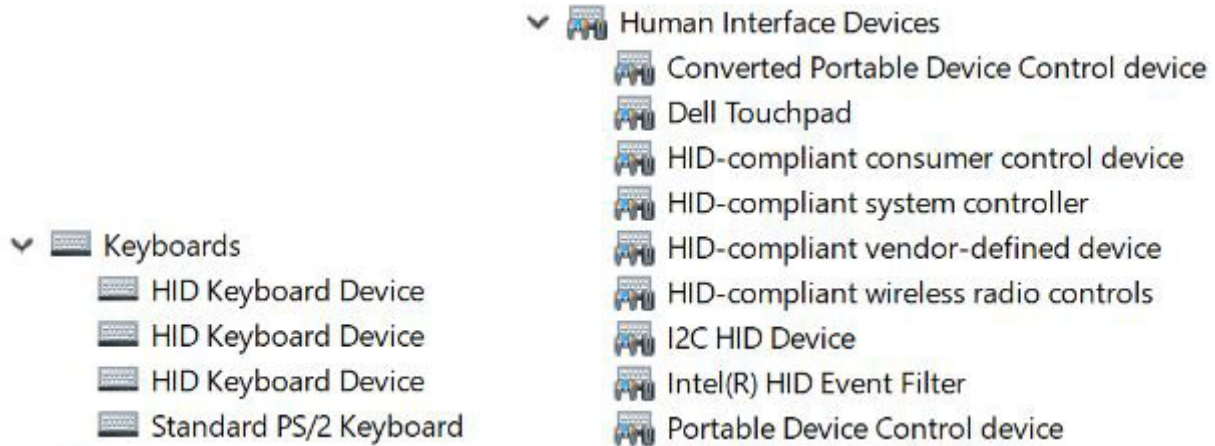 Keyboards
HID Keyboard Device
HID Keyboard Device
HID Keyboard Device
Standard PS/2 Keyboard
Human Interface Devices
Converted Portable Device Control device
Dell Touchpad
HID-compliant consumer control device
HID-compliant system controller
HID-compliant vendor-defined device
HID-compliant wireless radio controls
I2C HID Device
Intel(R) HID Event Filter
Portable Device Control device